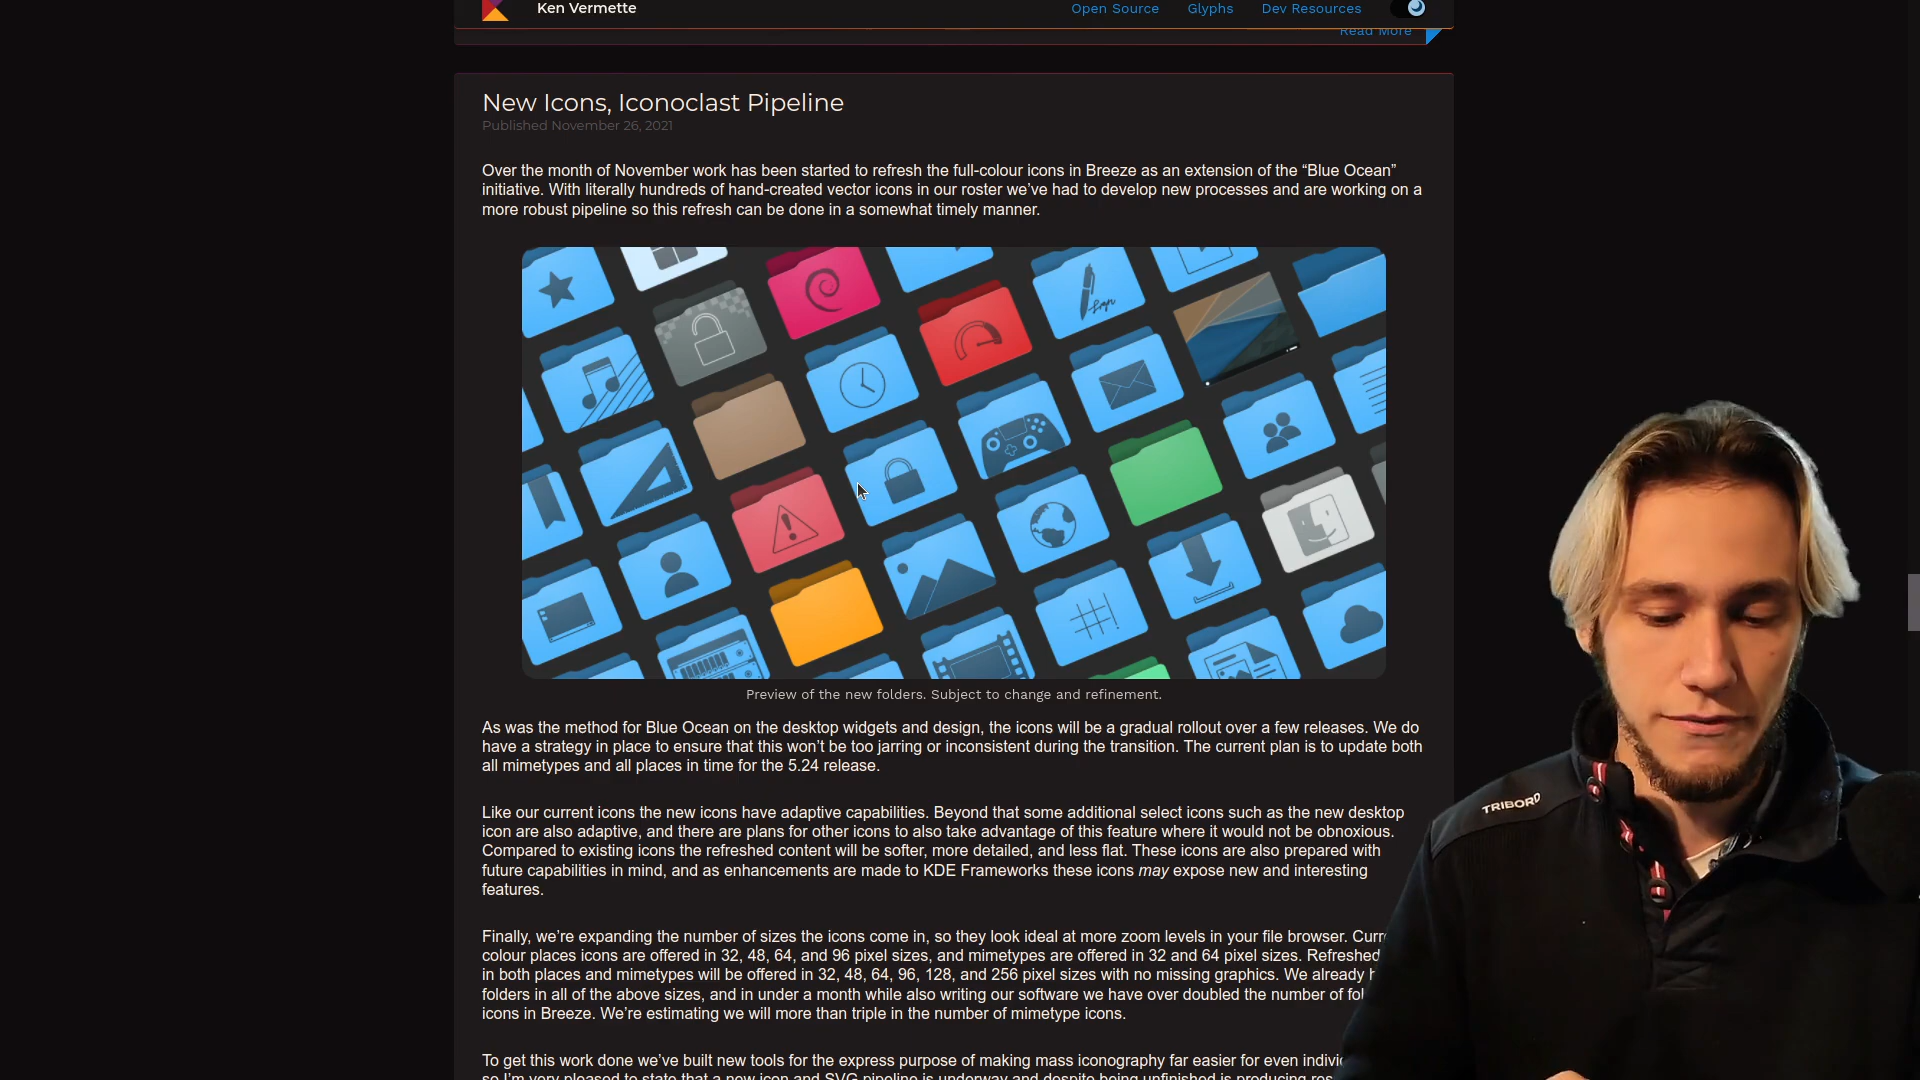 Ken Vermette
Open Source
Glyphs
Dev Resources
Read More
New Icons, Iconoclast Pipeline
Published November 26, 2021
Over the month of November work has been started to refresh the full-colour icons in Breeze as an extension of the “Blue Ocean”
initiative. With literally hundreds of hand-created vector icons in our roster we’ve had to develop new processes and are working on a
more robust pipeline so this refresh can be done in a somewhat timely manner.
Preview of the new folders. Subject to change and refinement.
As was the method for Blue Ocean on the desktop widgets and design, the icons will be a gradual rollout over a few releases. We do
have a strategy in place to ensure that this won’t be too jarring or inconsistent during the transition. The current plan is to update both
all mimetypes and all places in time for the 5.24 release.
Like our current icons the new icons have adaptive capabilities. Beyond that some additional select icons such as the new desktop
icon are also adaptive, and there are plans for other icons to also take advantage of this feature where it would not be obnoxious.
Compared to existing icons the refreshed content will be softer, more detailed, and less flat. These icons are also prepared with
future capabilities in mind, and as enhancements are made to KDE Frameworks these icons may expose new and interesting
features.
Finally, we’re expanding the number of sizes the icons come in, so they look ideal at more zoom levels in your file browser.
colour places icons are offered in 32, 48, 64, and 96 pixel sizes, and mimetypes are offered in 32 and 64 pixel sizes. Refreshed
in both places and mimetypes will be offered in 32, 48, 64, 96, 128, and 256 pixel sizes with no missing graphics. We already
folders in all of the above sizes, and in under a month while also writing our software we have over doubled the number of
icons in Breeze. We’re estimating we will more than triple in the number of mimetype icons.
To get this work done we’ve built new tools for the express purpose of making mass iconography far easier for even
so I’m very pleased to state that a new icon and SVG pipeline is underway and despite being unfinished is producing
TRIBORD